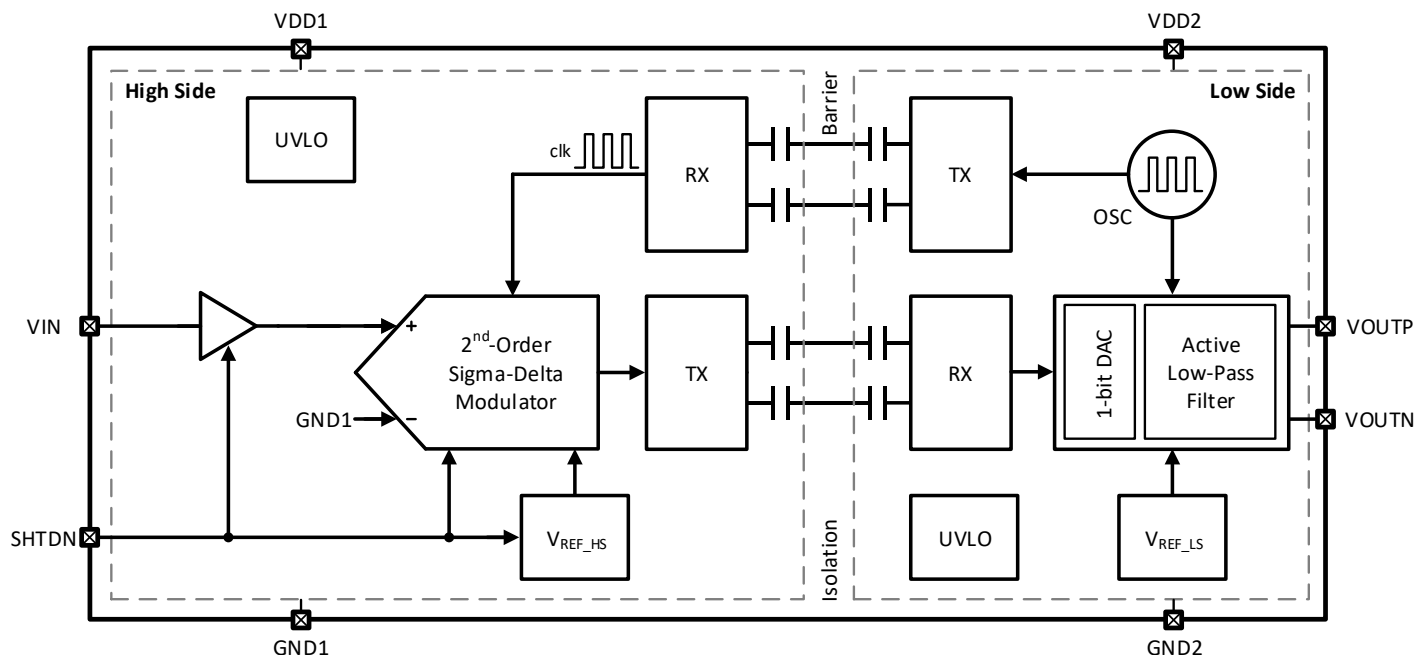 VDD1
VDD2
High Side
Barrier
Low Side
UVLO
clk
RX
TX
OSC
VIN
+
2nd-Order
Sigma-Delta
Modulator
TX
RX
1-bit DAC
Active
Low-Pass
Filter
VOUTP
GND1
−
VOUTN
SHTDN
VREF_HS
Isolation
UVLO
VREF_LS
GND1
GND2